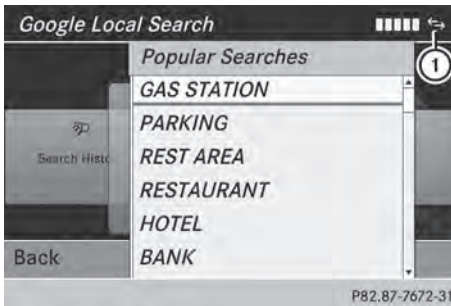 Google Local Search
1
Popular Searches
GAS STATION
PARKING
Search Histo
REST AREA
RESTAURANT
HOTEL
Back
BANK
P82.87-7672-31